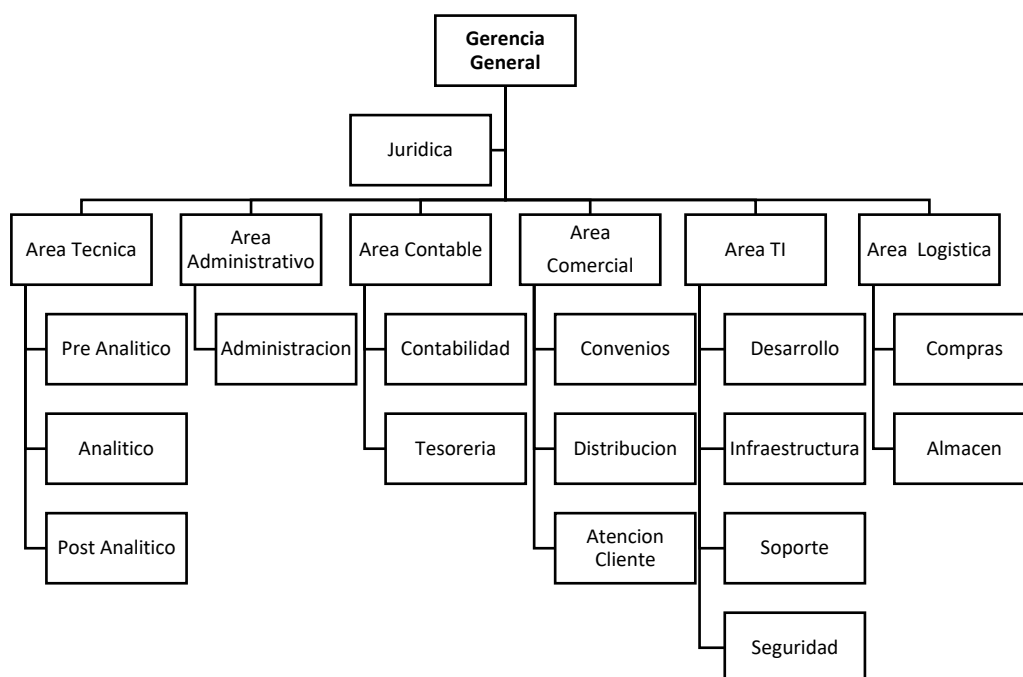 Gerencia
General
Juridica
Area Tecnica
Area
Administrativo
Area Contable
Area
Comercial
Area TI
Area  Logistica
Pre Analitico
Administracion
Contabilidad
Convenios
Desarrollo
Compras
Analitico
Tesoreria
Distribucion
Infraestructura
Almacen
Post Analitico
Atencion
Cliente
Soporte
Seguridad